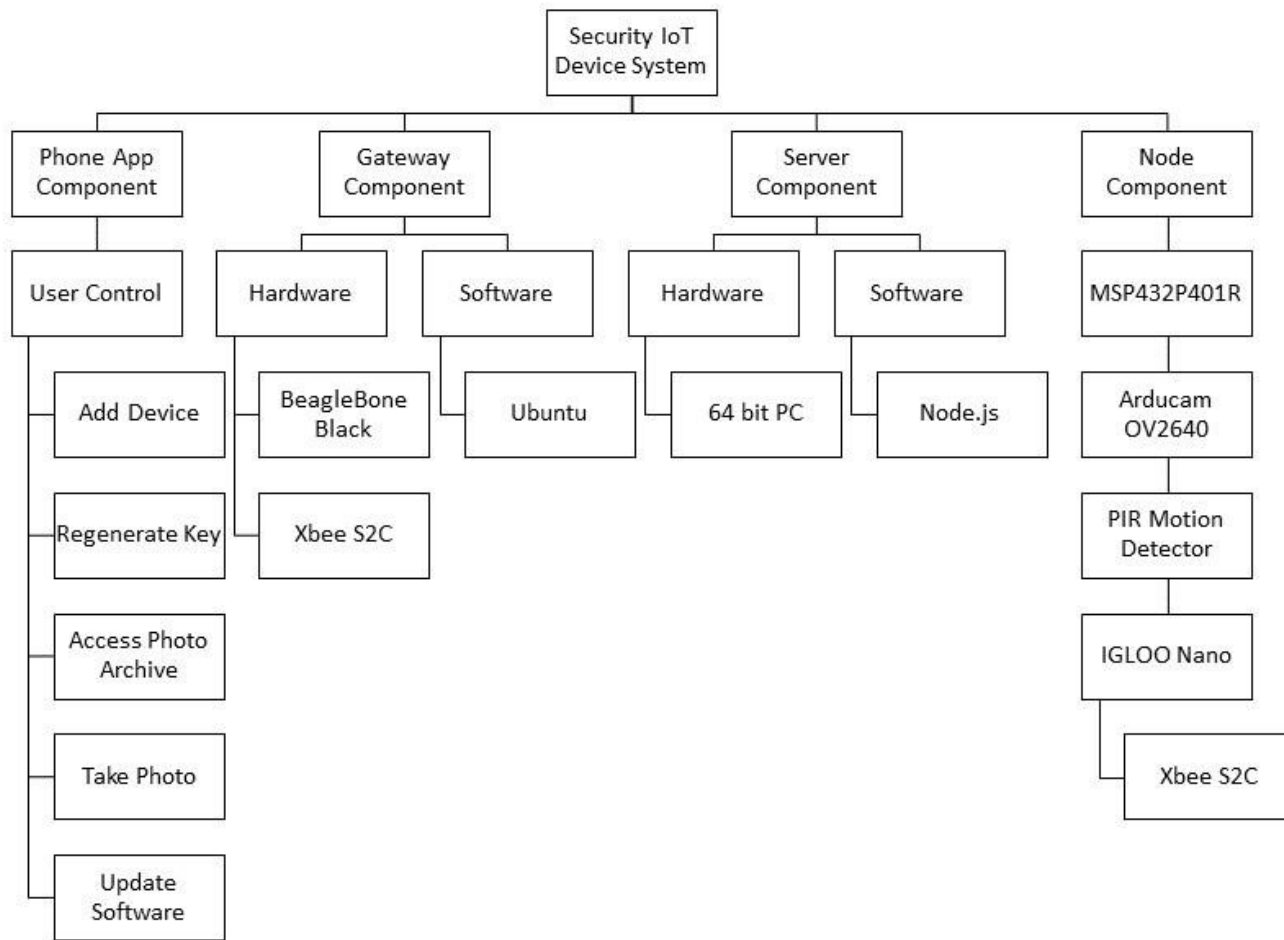 Security IoT
Device System
Phone App
Component
Gateway
Component
Server
Component
Node
Component
User Control
Hardware
Software
Hardware
Software
MSP432P401R
Add Device
BeagleBone
Black
Ubuntu
64 bit PC
Node.js
Arducam
OV2640
Regenerate Key
Xbee S2C
PIR Motion
Detector
Access Photo
Archive
IGLOO Nano
Take Photo
Xbee S2C
Update
Software